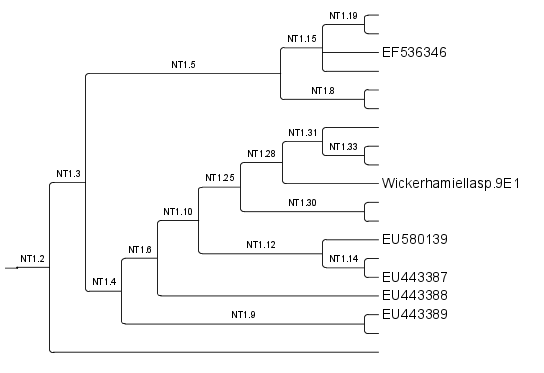 NT1.19
NT1.15
EF536346
NT1.5
NT1.8
NT1.31
NT1.33
NT1.28
NT1.3
NT1.25
Wickerhamiellasp.9E1
NT1.30
NT1.10
EU580139
NT1.12
NT1.6
NT1.14
NT1.2
EU443387
NT1.4
EU443388
NT1.9
EU443389